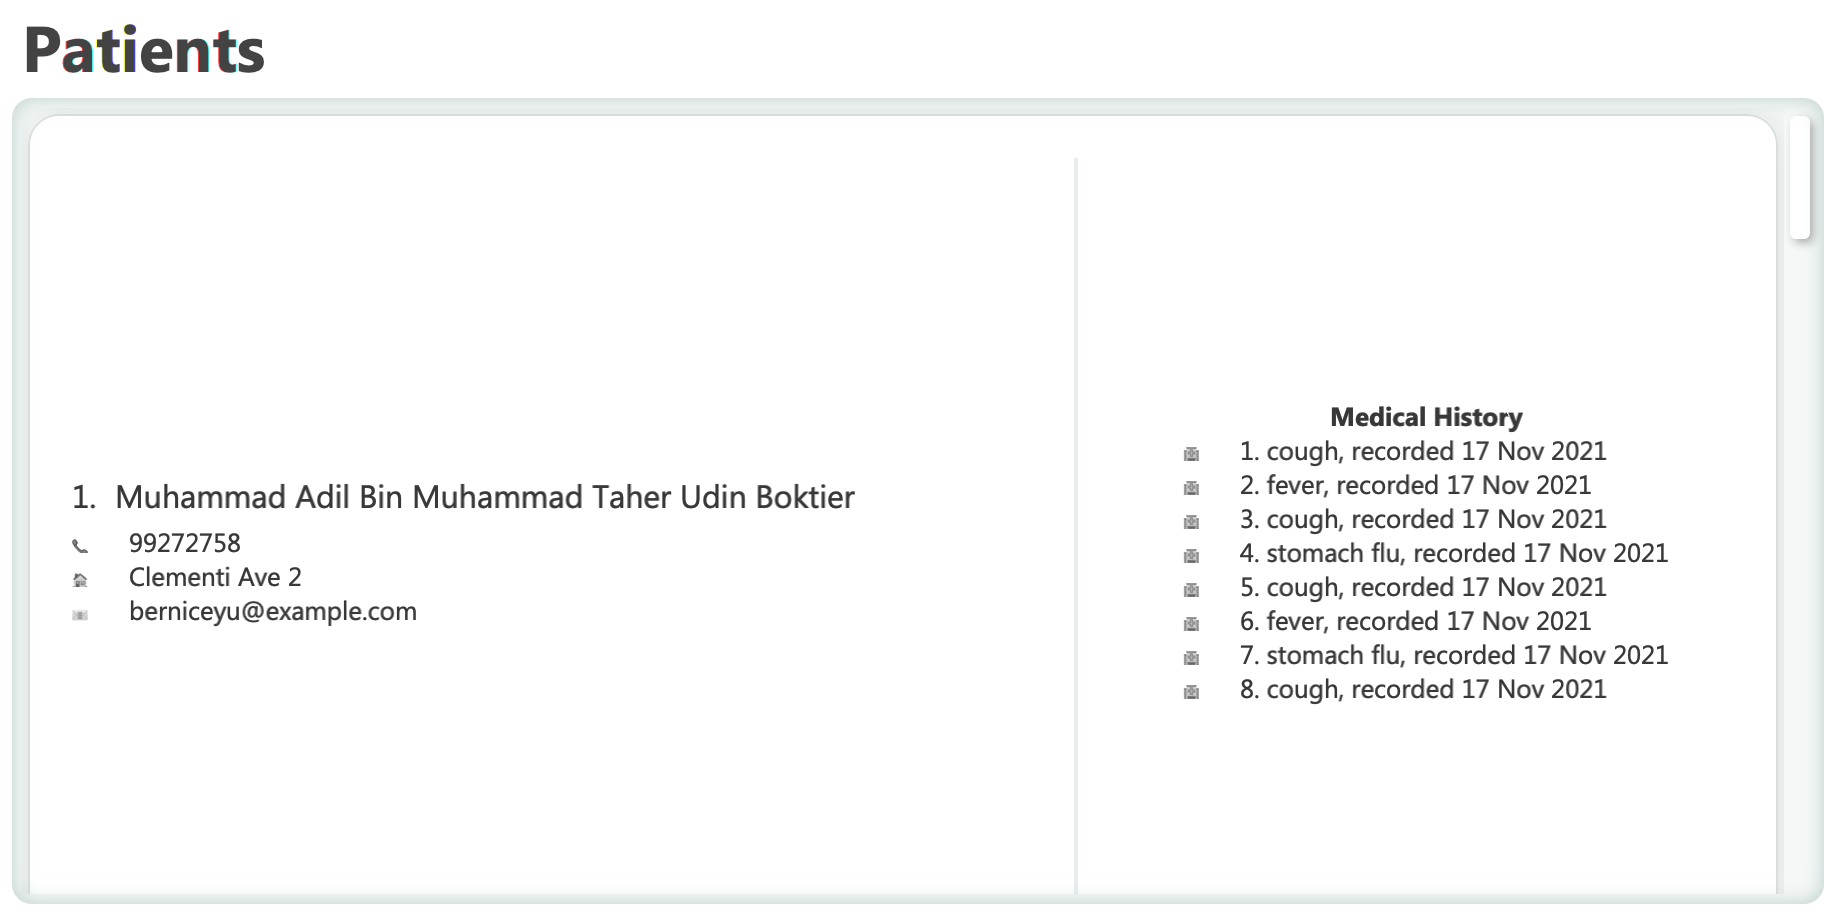 Patients
1. Muhammad Adil Bin Muhammad Taher Udin Boktier
99272758
Clementi Ave 2
berniceyu@example.com
Medical History
1. cough, recorded 17 Nov 2021
2. fever, recorded 17 Nov 2021
3. cough, recorded 17 Nov 2021
4. stomach flu, recorded 17 Nov 2021
5. cough, recorded 17 Nov 2021
6. fever, recorded 17 Nov 2021
7. stomach flu, recorded 17 Nov 2021
8. cough, recorded 17 Nov 2021